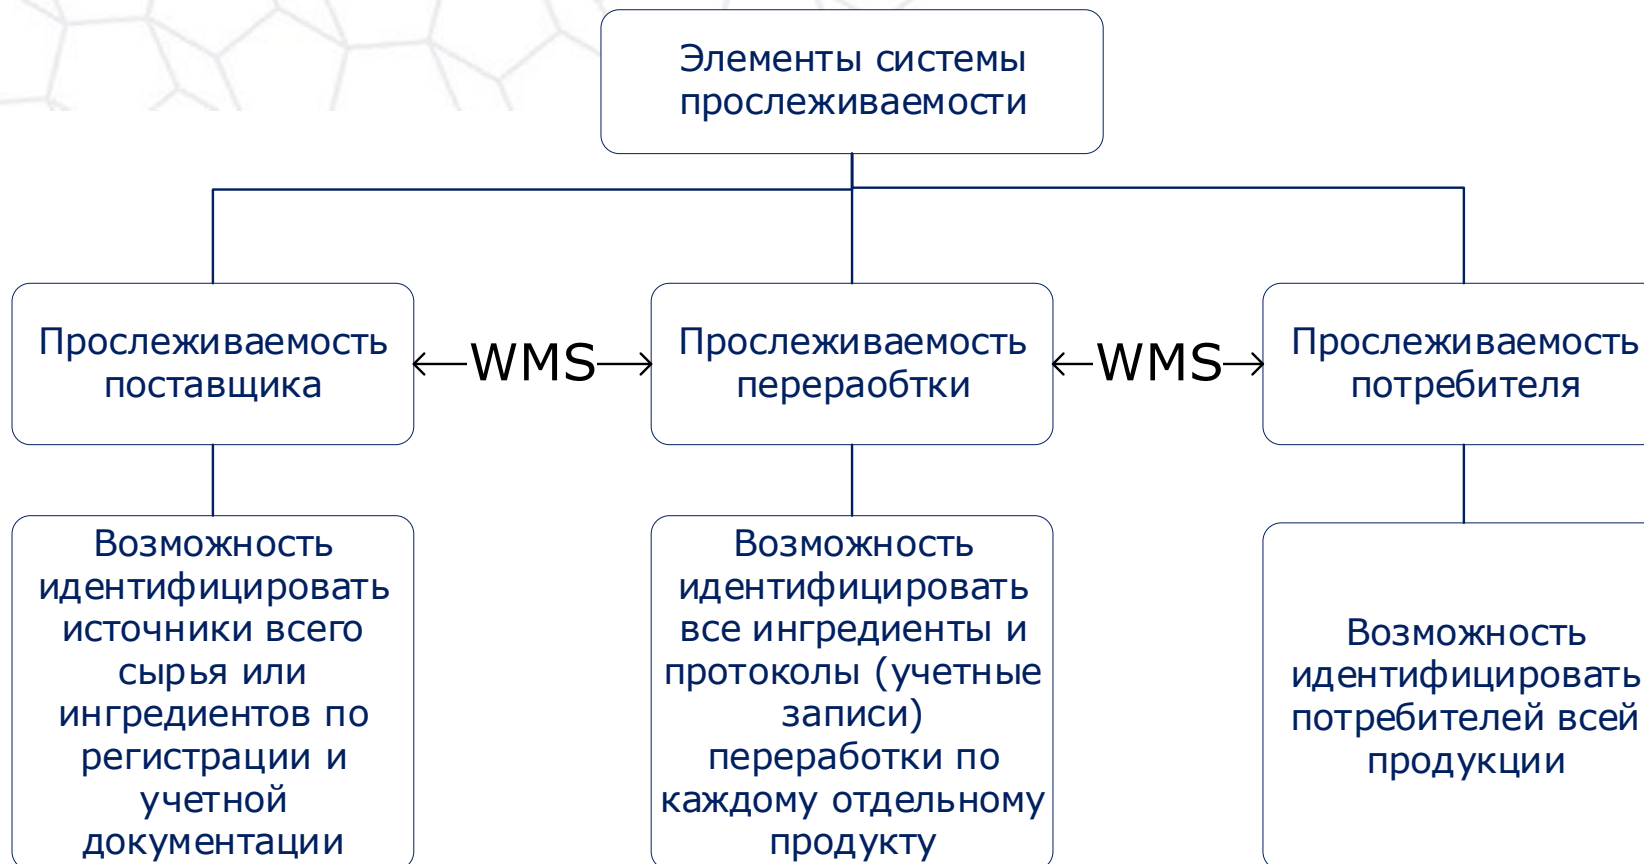 Элементы системы
прослеживаемости
Прослеживаемость
поставщика
WMS
Прослеживаемость
перераобтки
WMS
Прослеживаемость
потребителя
Возможность
идентифицировать
источники всего
сырья или
ингредиентов по
регистрации и
учетной
документации
Возможность
идентифицировать
все ингредиенты и
протоколы (учетные
записи)
переработки по
каждому отдельному
продукту
Возможность
идентифицировать
потребителей всей
продукции